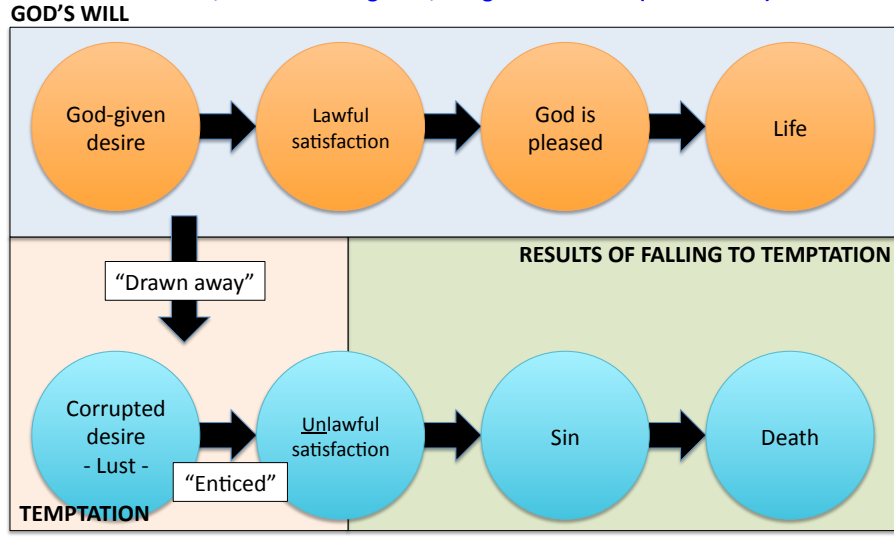 GOD'S WILL
God-given
desire
Lawful
satisfaction
God is
pleased
Life
"Drawn away"
RESULTS OF FALLING TO TEMPTATION
Corrupted
desire
- Lust -
"Enticed"
Unlawful
satisfaction
Sin
Death
TEMPTATION